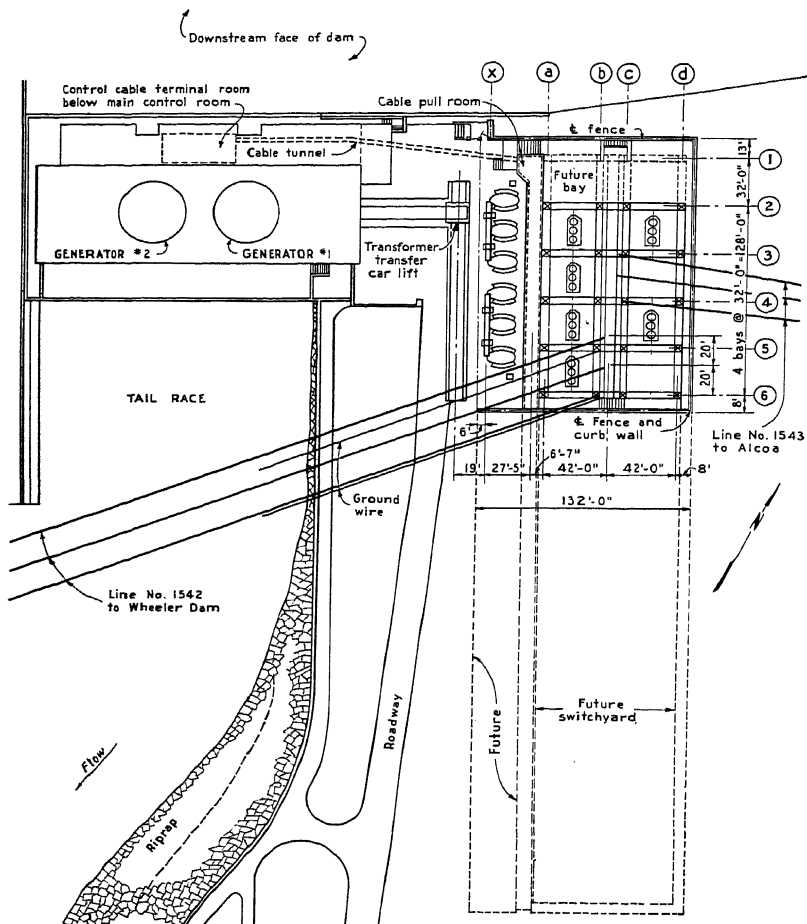 Downstream face of dam
Control cable terminal room
below main control room
Cable pull room
X
a
b
c
d
℄ fence
Cable tunnel
Future
bay
13'
1
32'-0"
2
GENERATOR #2
GENERATOR #1
Transformer
transfer
car lift
3
4 bays @ 32'-0" = 128'-0"
4
20'
5
20'
6
8'
TAIL RACE
6'
℄ Fence and
curb wall
Line No. 1543
to Alcoa
6'-7"
19'
27'-5"
42'-0"
42'-0"
8'
132'-0"
Ground
wire
N
Line No. 1542
to Wheeler Dam
Roadway
Future
Future
switchyard
Flow
Riprap